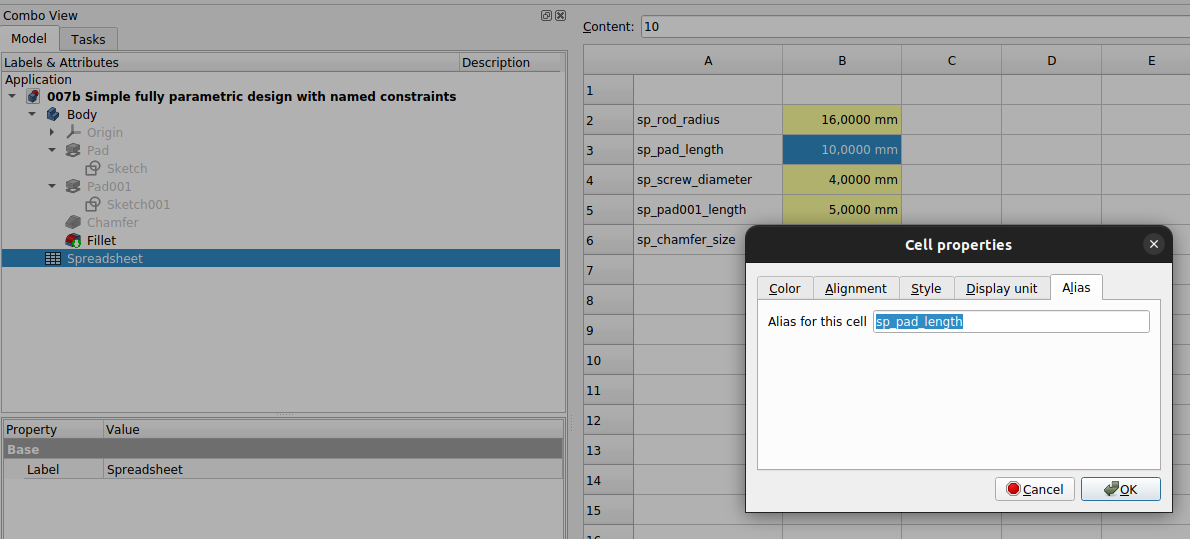 Combo View
Model Tasks
Labels & Attributes Description
Application
007b Simple fully parametric design with named constraints
Body
Origin
Pad
Sketch
Pad001
Sketch001
Chamfer
Fillet
Spreadsheet
Property Value
Base
Label Spreadsheet
Content: 10
A B C D E
1
2 sp_rod_radius 16,0000 mm
3 sp_pad_length 10,0000 mm
4 sp_screw_diameter 4,0000 mm
5 sp_pad001_length 5,0000 mm
6 sp_chamfer_size
7
8
9
10
11
12
13
14
15
16
Cell properties
Color Alignment Style Display unit Alias
Alias for this cell sp_pad_length
Cancel OK